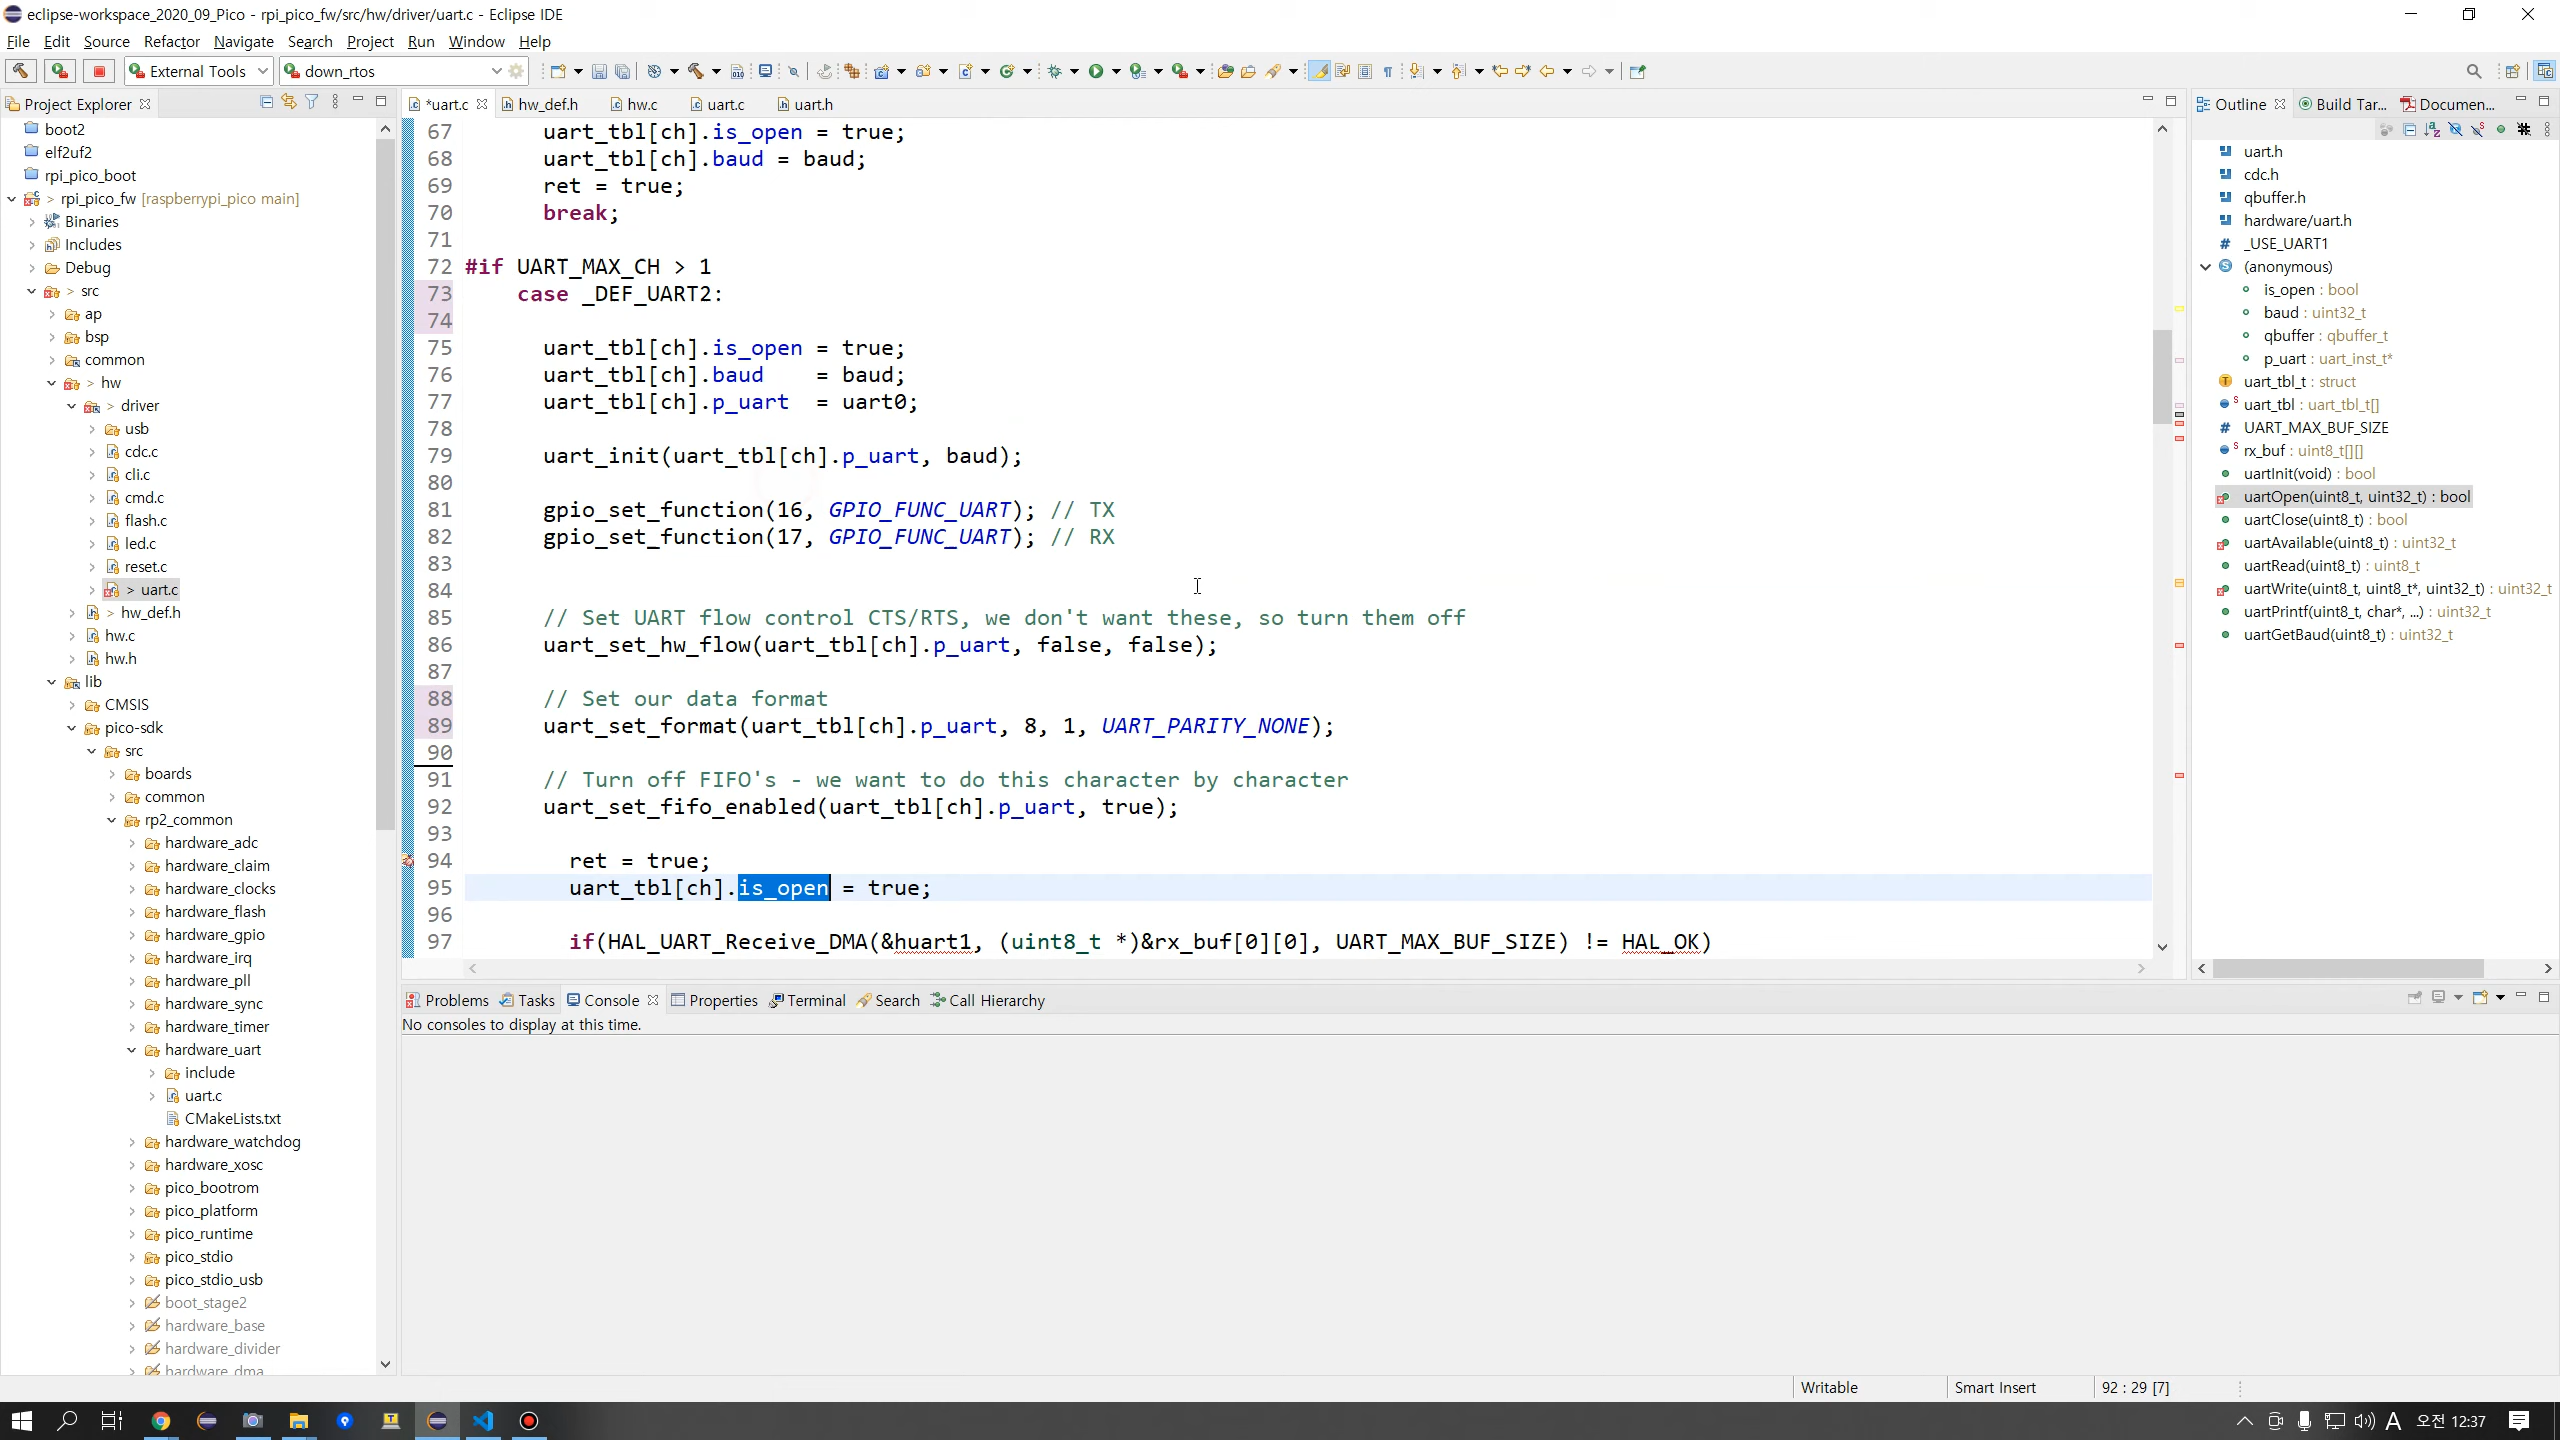 eclipse-workspace_2020_09_Pico - rpi_pico_fw/src/hw/driver/uart.c - Eclipse IDE
File Edit Source Refactor Navigate Search Project Run Window Help
External Tools down_rtos
Project Explorer
boot2
elf2uf2
rpi_pico_boot
> rpi_pico_fw [raspberrypi_pico main]
Binaries
Includes
Debug
> src
ap
bsp
common
> hw
> driver
usb
cdc.c
cli.c
cmd.c
flash.c
led.c
reset.c
> uart.c
> hw_def.h
hw.c
hw.h
lib
CMSIS
pico-sdk
src
boards
common
rp2_common
hardware_adc
hardware_claim
hardware_clocks
hardware_flash
hardware_gpio
hardware_irq
hardware_pll
hardware_sync
hardware_timer
hardware_uart
include
uart.c
CMakeLists.txt
hardware_watchdog
hardware_xosc
pico_bootrom
pico_platform
pico_runtime
pico_stdio
pico_stdio_usb
boot_stage2
hardware_base
hardware_divider
hardware_dma
*uart.c hw_def.h hw.c uart.c uart.h
67 uart_tbl[ch].is_open = true;
68 uart_tbl[ch].baud = baud;
69 ret = true;
70 break;
71
72 #if UART_MAX_CH > 1
73 case _DEF_UART2:
74
75 uart_tbl[ch].is_open = true;
76 uart_tbl[ch].baud    = baud;
77 uart_tbl[ch].p_uart  = uart0;
78
79 uart_init(uart_tbl[ch].p_uart, baud);
80
81 gpio_set_function(16, GPIO_FUNC_UART); // TX
82 gpio_set_function(17, GPIO_FUNC_UART); // RX
83
84
85 // Set UART flow control CTS/RTS, we don't want these, so turn them off
86 uart_set_hw_flow(uart_tbl[ch].p_uart, false, false);
87
88 // Set our data format
89 uart_set_format(uart_tbl[ch].p_uart, 8, 1, UART_PARITY_NONE);
90
91 // Turn off FIFO's - we want to do this character by character
92 uart_set_fifo_enabled(uart_tbl[ch].p_uart, true);
93
94 ret = true;
95 uart_tbl[ch].is_open = true;
96
97 if(HAL_UART_Receive_DMA(&huart1, (uint8_t *)&rx_buf[0][0], UART_MAX_BUF_SIZE) != HAL_OK)
Outline Build Tar... Documen...
uart.h
cdc.h
qbuffer.h
hardware/uart.h
_USE_UART1
(anonymous)
is_open : bool
baud : uint32_t
qbuffer : qbuffer_t
p_uart : uart_inst_t*
uart_tbl_t : struct
uart_tbl : uart_tbl_t[]
UART_MAX_BUF_SIZE
rx_buf : uint8_t[][]
uartInit(void) : bool
uartOpen(uint8_t, uint32_t) : bool
uartClose(uint8_t) : bool
uartAvailable(uint8_t) : uint32_t
uartRead(uint8_t) : uint8_t
uartWrite(uint8_t, uint8_t*, uint32_t) : uint32_t
uartPrintf(uint8_t, char*, ...) : uint32_t
uartGetBaud(uint8_t) : uint32_t
Problems Tasks Console Properties Terminal Search Call Hierarchy
No consoles to display at this time.
Writable Smart Insert 92 : 29 [7]
A 오전 12:37